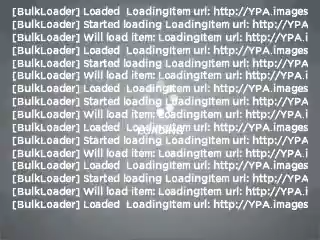 [BulkLoader] Loaded LoadingItem url: http://YPA.images
[BulkLoader] Started loading LoadingItem url: http://YPA
[BulkLoader] Will load item: LoadingItem url: http://YPA.i
[BulkLoader] Loaded LoadingItem url: http://YPA.images
[BulkLoader] Started loading LoadingItem url: http://YPA
[BulkLoader] Will load item: LoadingItem url: http://YPA.i
[BulkLoader] Loaded LoadingItem url: http://YPA.images
[BulkLoader] Started loading LoadingItem url: http://YPA
[BulkLoader] Will load item: LoadingItem url: http://YPA.i
[BulkLoader] Loaded LoadingItem url: http://YPA.images
LOADING
[BulkLoader] Started loading LoadingItem url: http://YPA
[BulkLoader] Will load item: LoadingItem url: http://YPA.i
[BulkLoader] Loaded LoadingItem url: http://YPA.images
[BulkLoader] Started loading LoadingItem url: http://YPA
[BulkLoader] Will load item: LoadingItem url: http://YPA.i
[BulkLoader] Loaded LoadingItem url: http://YPA.images